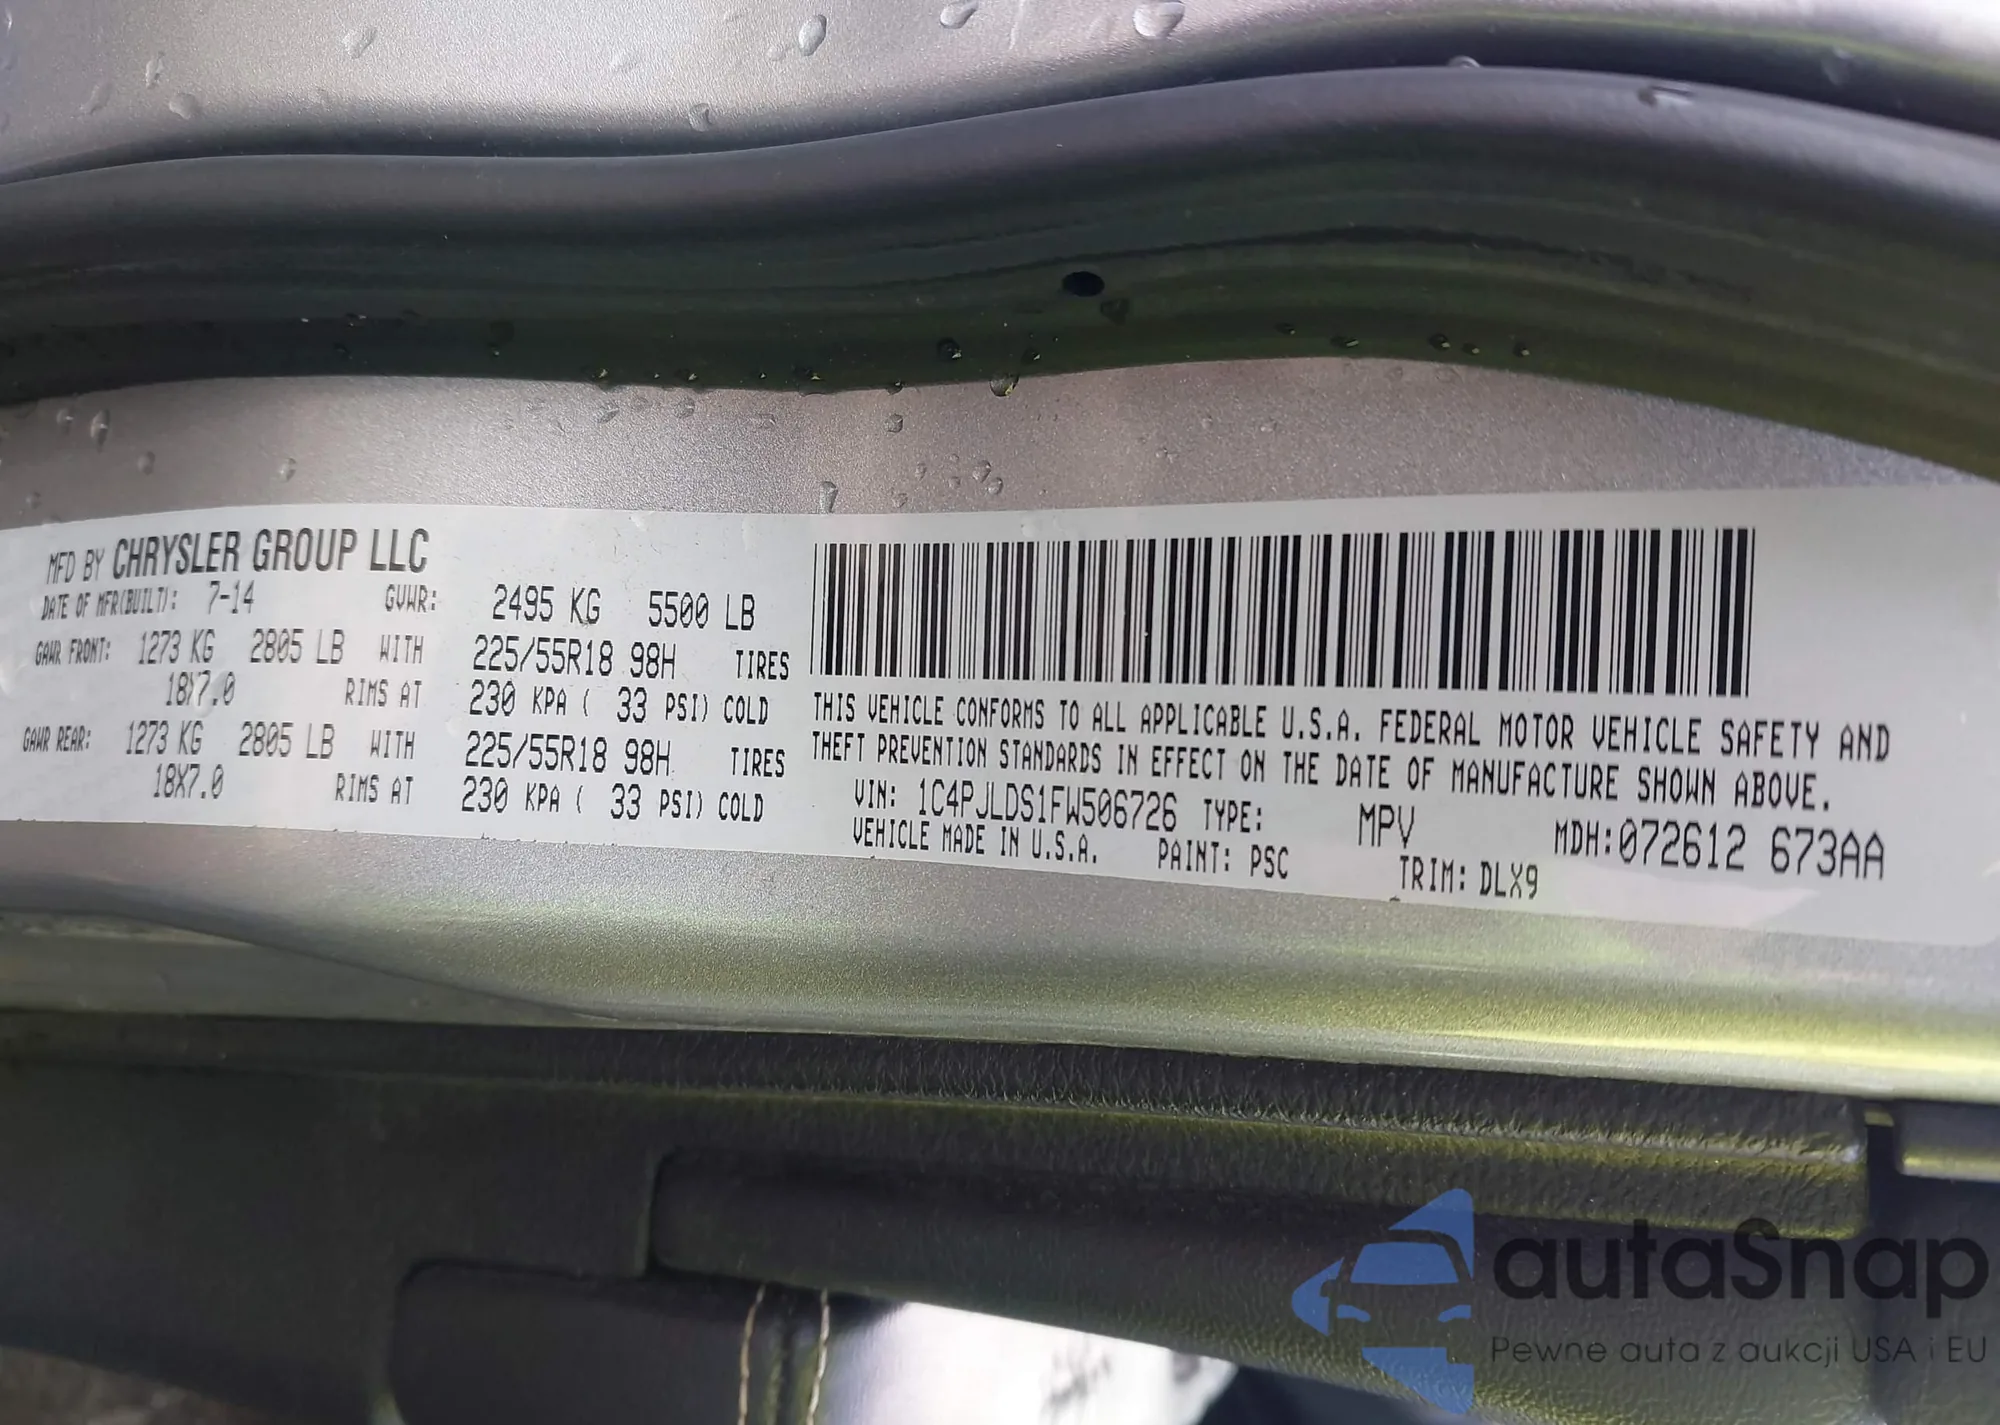 MFD BY CHRYSLER GROUP LLC
DATE OF MFR(BUILT): 7-14 GVWR: 2495 KG 5500 LB
GAWR FRONT: 1273 KG 2805 LB WITH 225/55R18 98H TIRES
18X7.0 RIMS AT 230 KPA ( 33 PSI) COLD
GAWR REAR: 1273 KG 2805 LB WITH 225/55R18 98H TIRES
18X7.0 RIMS AT 230 KPA ( 33 PSI) COLD
THIS VEHICLE CONFORMS TO ALL APPLICABLE U.S.A. FEDERAL MOTOR VEHICLE SAFETY AND
THEFT PREVENTION STANDARDS IN EFFECT ON THE DATE OF MANUFACTURE SHOWN ABOVE.
VIN: 1C4PJLDS1FW506726 TYPE: MPV MDH:072612 673AA
VEHICLE MADE IN U.S.A. PAINT: PSC TRIM: DLX9
autaSnap
Pewne auta z aukcji USA i EU